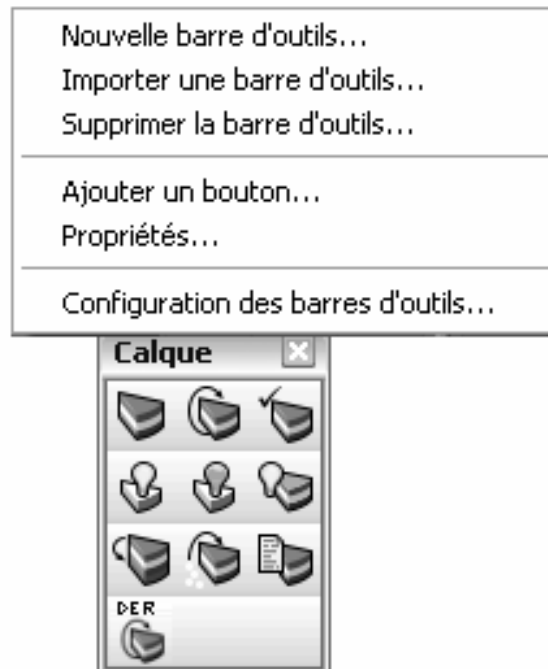 Nouvelle barre d'outils...
Importer une barre d'outils...
Supprimer la barre d'outils...
Ajouter un bouton...
Propriétés...
Configuration des barres d'outils...
Calque
DER